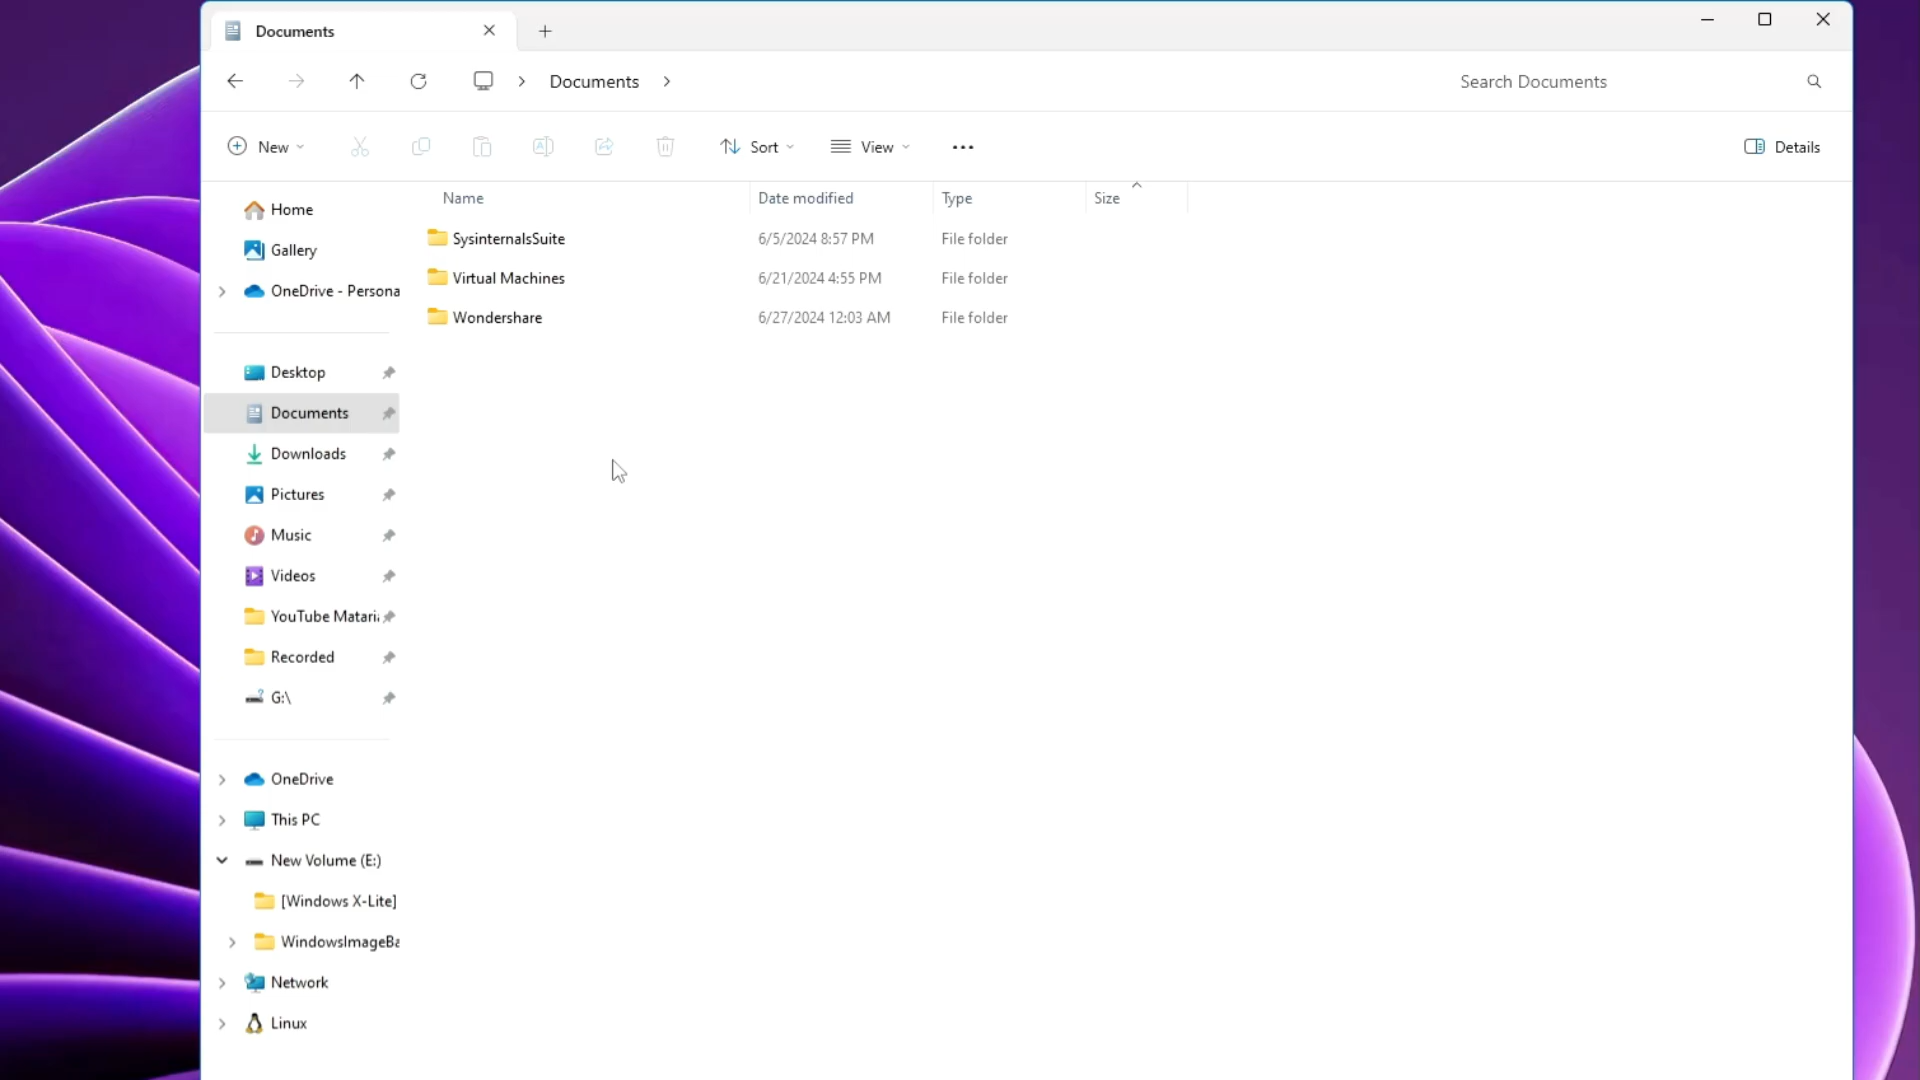 Documents
Documents
Search Documents
New
Sort
View
Details
Name Date modified Type Size
SysinternalsSuite 6/5/2024 8:57 PM File folder
Virtual Machines 6/21/2024 4:55 PM File folder
Wondershare 6/27/2024 12:03 AM File folder
Home
Gallery
OneDrive - Persona
Desktop
Documents
Downloads
Pictures
Music
Videos
YouTube Matari
Recorded
G:\
OneDrive
This PC
New Volume (E:)
[Windows X-Lite]
WindowsImageBa
Network
Linux